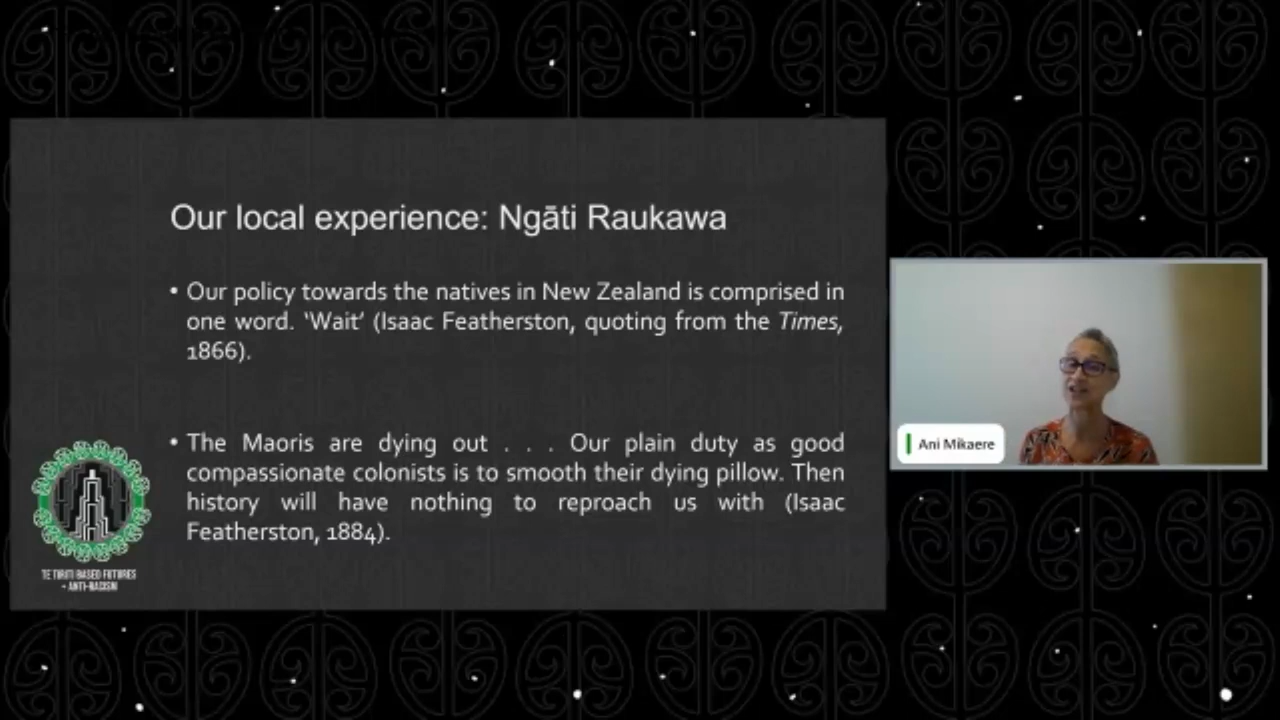 Our local experience: Ngāti Raukawa
• Our policy towards the natives in New Zealand is comprised in
one word. ‘Wait’ (Isaac Featherston, quoting from the Times,
1866).
• The Maoris are dying out . . . Our plain duty as good
compassionate colonists is to smooth their dying pillow. Then
history will have nothing to reproach us with (Isaac
Featherston, 1884).
TE TIRITI BASED FUTURES
+ ANTI-RACISM
Ani Mikaere